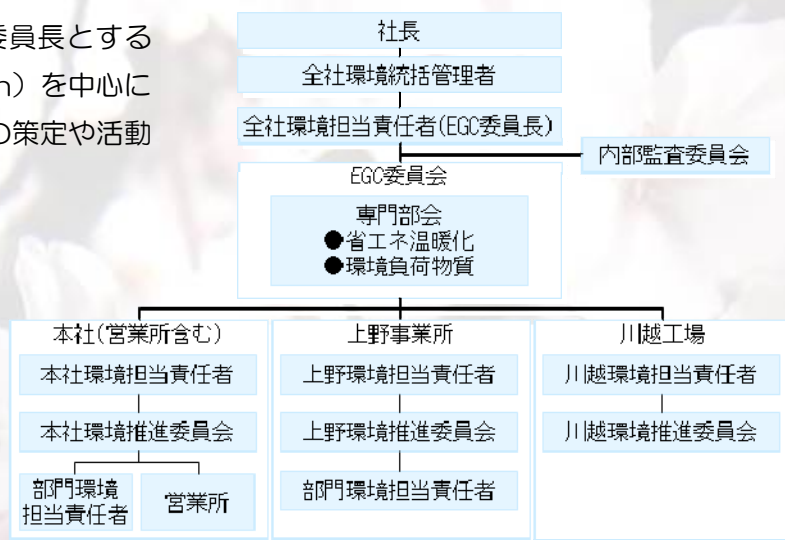 委員長とする
n）を中心に
の策定や活動
社長
全社環境統括管理者
全社環境担当責任者(EGC委員長)
内部監査委員会
EGC委員会
専門部会
●省エネ温暖化
●環境負荷物質
本社(営業所含む)
本社環境担当責任者
本社環境推進委員会
部門環境
担当責任者
営業所
上野事業所
上野環境担当責任者
上野環境推進委員会
部門環境担当責任者
川越工場
川越環境担当責任者
川越環境推進委員会